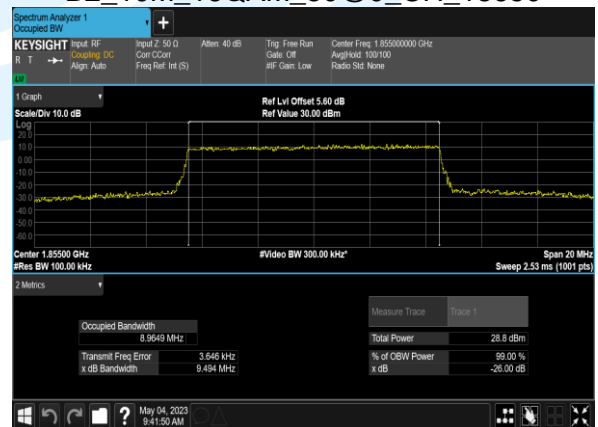 Spectrum Analyzer 1
Occupied BW
+
KEYSIGHT Input: RF Input Z: 50 Ω Atten: 40 dB Trig: Free Run Center Freq: 1.855000000 GHz
R T Coupling: DC Corr CCorr Gate: Off Avg|Hold: 100/100
Align: Auto Freq Ref: Int (S) #IF Gain: Low Radio Std: None
1 Graph
Ref Lvl Offset 5.60 dB
Scale/Div 10.0 dB Ref Value 30.00 dBm
Log
20.0
10.0
0.00
-10.0
-20.0
-30.0
-40.0
-50.0
-60.0
Center 1.85500 GHz #Video BW 300.00 kHz* Span 20 MHz
#Res BW 100.00 kHz Sweep 2.53 ms (1001 pts)
2 Metrics
Measure Trace Trace 1
Occupied Bandwidth
8.9649 MHz Total Power 28.8 dBm
Transmit Freq Error 3.646 kHz % of OBW Power 99.00 %
x dB Bandwidth 9.494 MHz x dB -26.00 dB
? May 04, 2023
9:41:50 AM